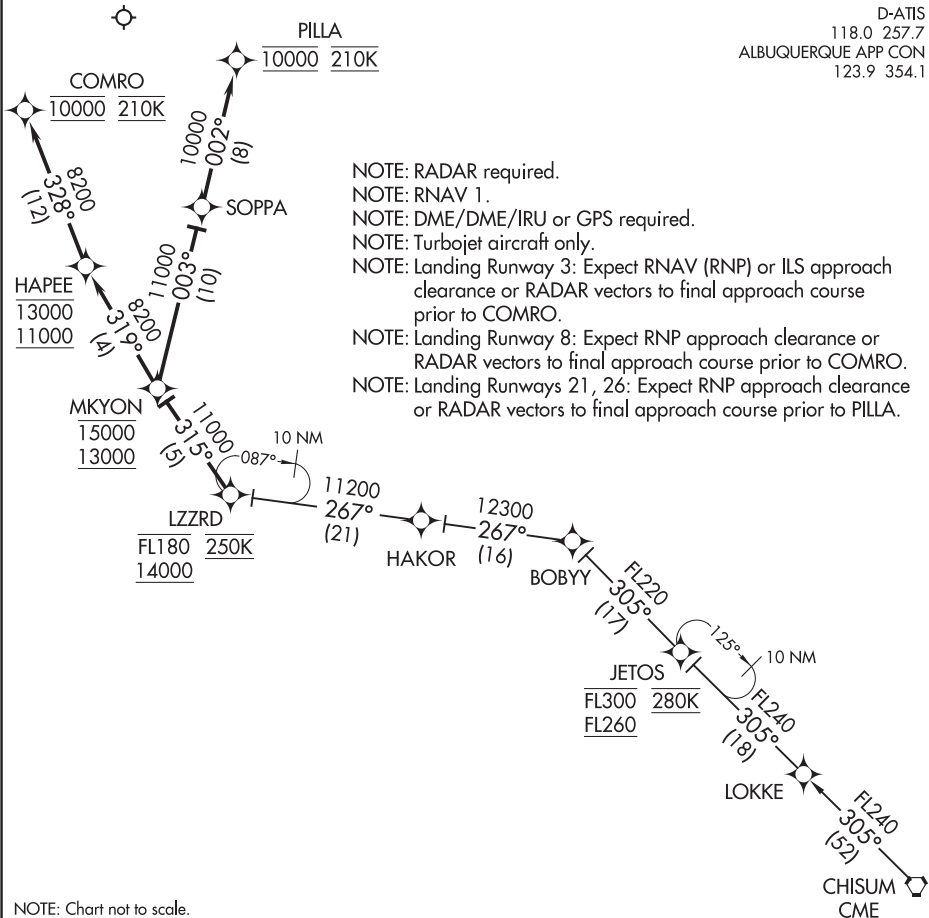 D-ATIS
118.0 257.7
ALBUQUERQUE APP CON
123.9 354.1
PILLA
10000 210K
COMRO
10000 210K
10000
002°
(8)
8200
328°
(12)
SOPPA
NOTE: RADAR required.
NOTE: RNAV 1.
NOTE: DME/DME/IRU or GPS required.
NOTE: Turbojet aircraft only.
NOTE: Landing Runway 3: Expect RNAV (RNP) or ILS approach
clearance or RADAR vectors to final approach course
prior to COMRO.
NOTE: Landing Runway 8: Expect RNP approach clearance or
RADAR vectors to final approach course prior to COMRO.
NOTE: Landing Runways 21, 26: Expect RNP approach clearance
or RADAR vectors to final approach course prior to PILLA.
HAPEE
13000
11000
11000
003°
(10)
8200
319°
(4)
MKYON
15000
13000
11000
315°
(5)
10 NM
087°
LZZRD
FL180 250K
14000
11200
267°
(21)
HAKOR
12300
267°
(16)
BOBYY
FL220
305°
(17)
125°
10 NM
JETOS
FL300 280K
FL260
FL240
305°
(18)
LOKKE
FL240
305°
(52)
CHISUM
CME
NOTE: Chart not to scale.